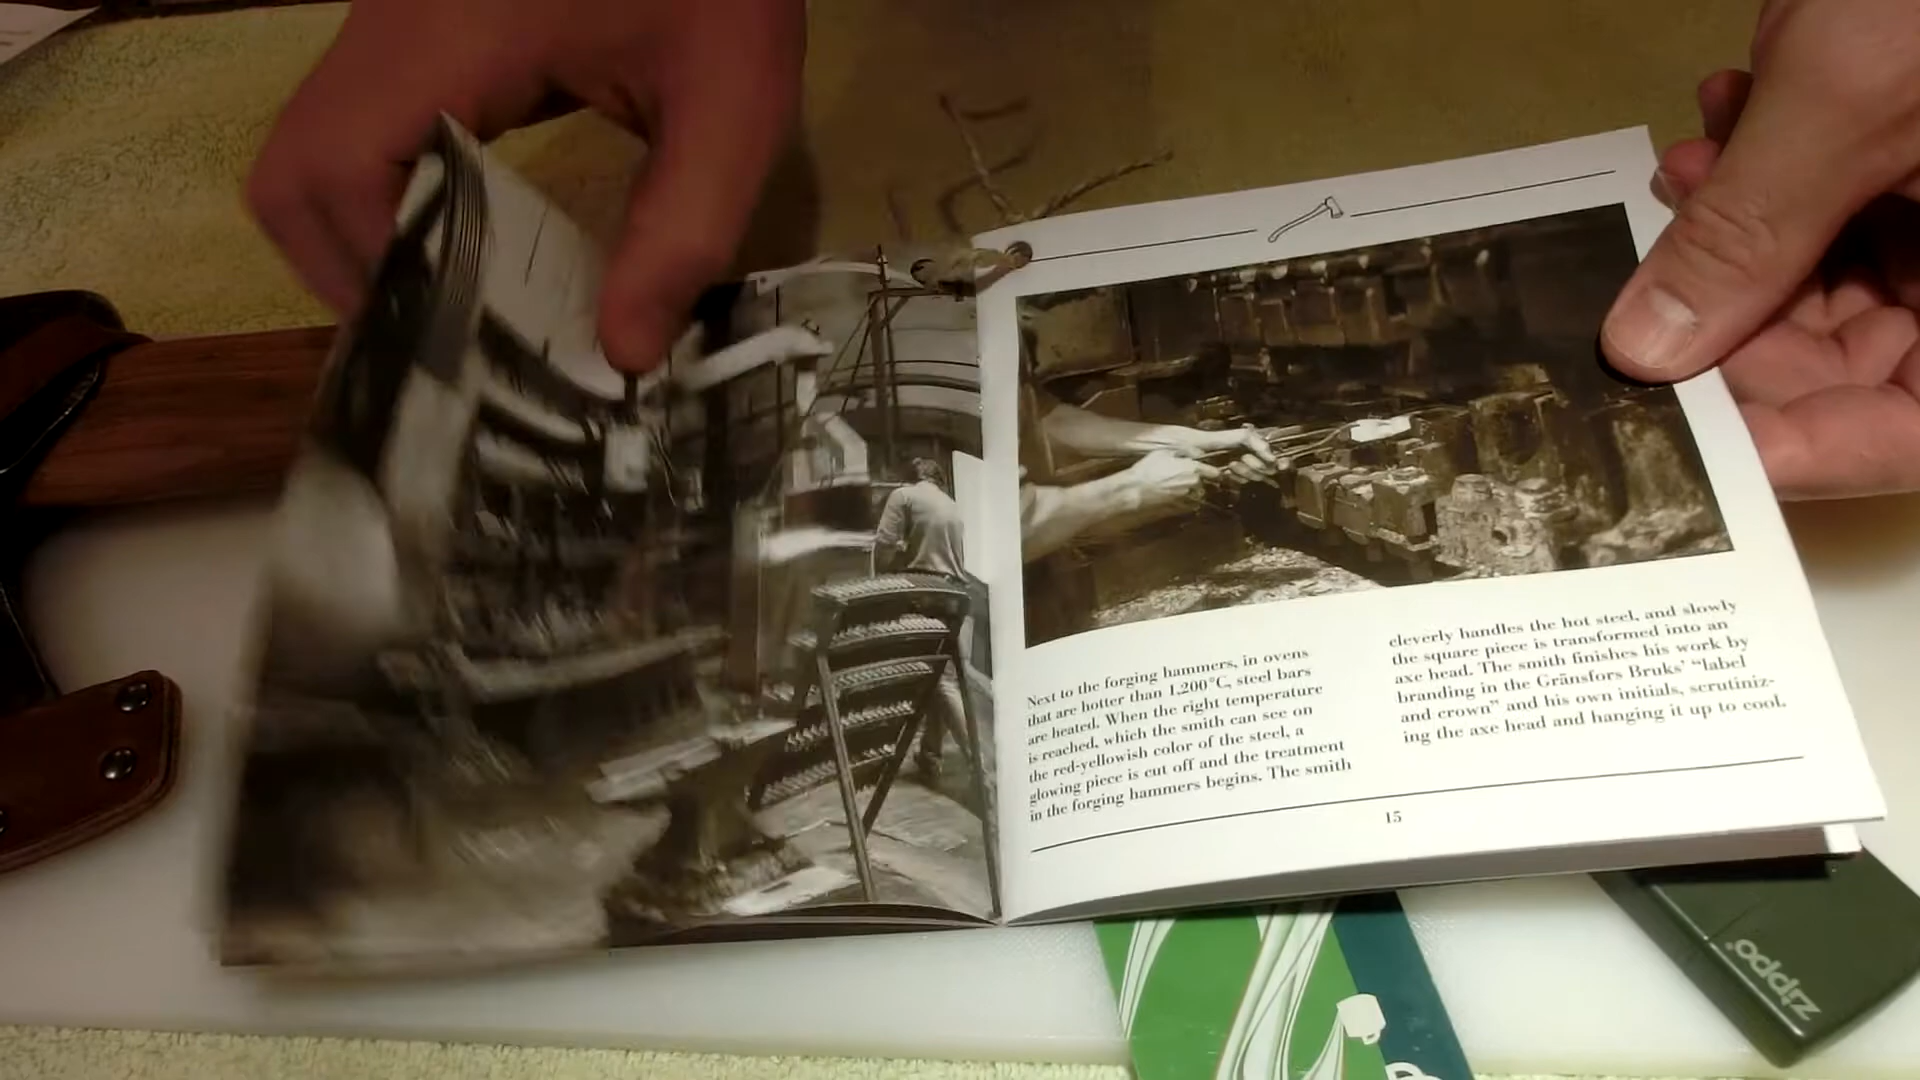 Next to the forging hammers, in ovens
that are hotter than 1,200°C, steel bars
are heated. When the right temperature
is reached, which the smith can see on
the red-yellowish color of the steel, a
glowing piece is cut off and the treatment
in the forging hammers begins. The smith
cleverly handles the hot steel, and slowly
the square piece is transformed into an
axe head. The smith finishes his work by
branding in the Gränsfors Bruks' “label
and crown” and his own initials, scrutiniz-
ing the axe head and hanging it up to cool.
15
zippo